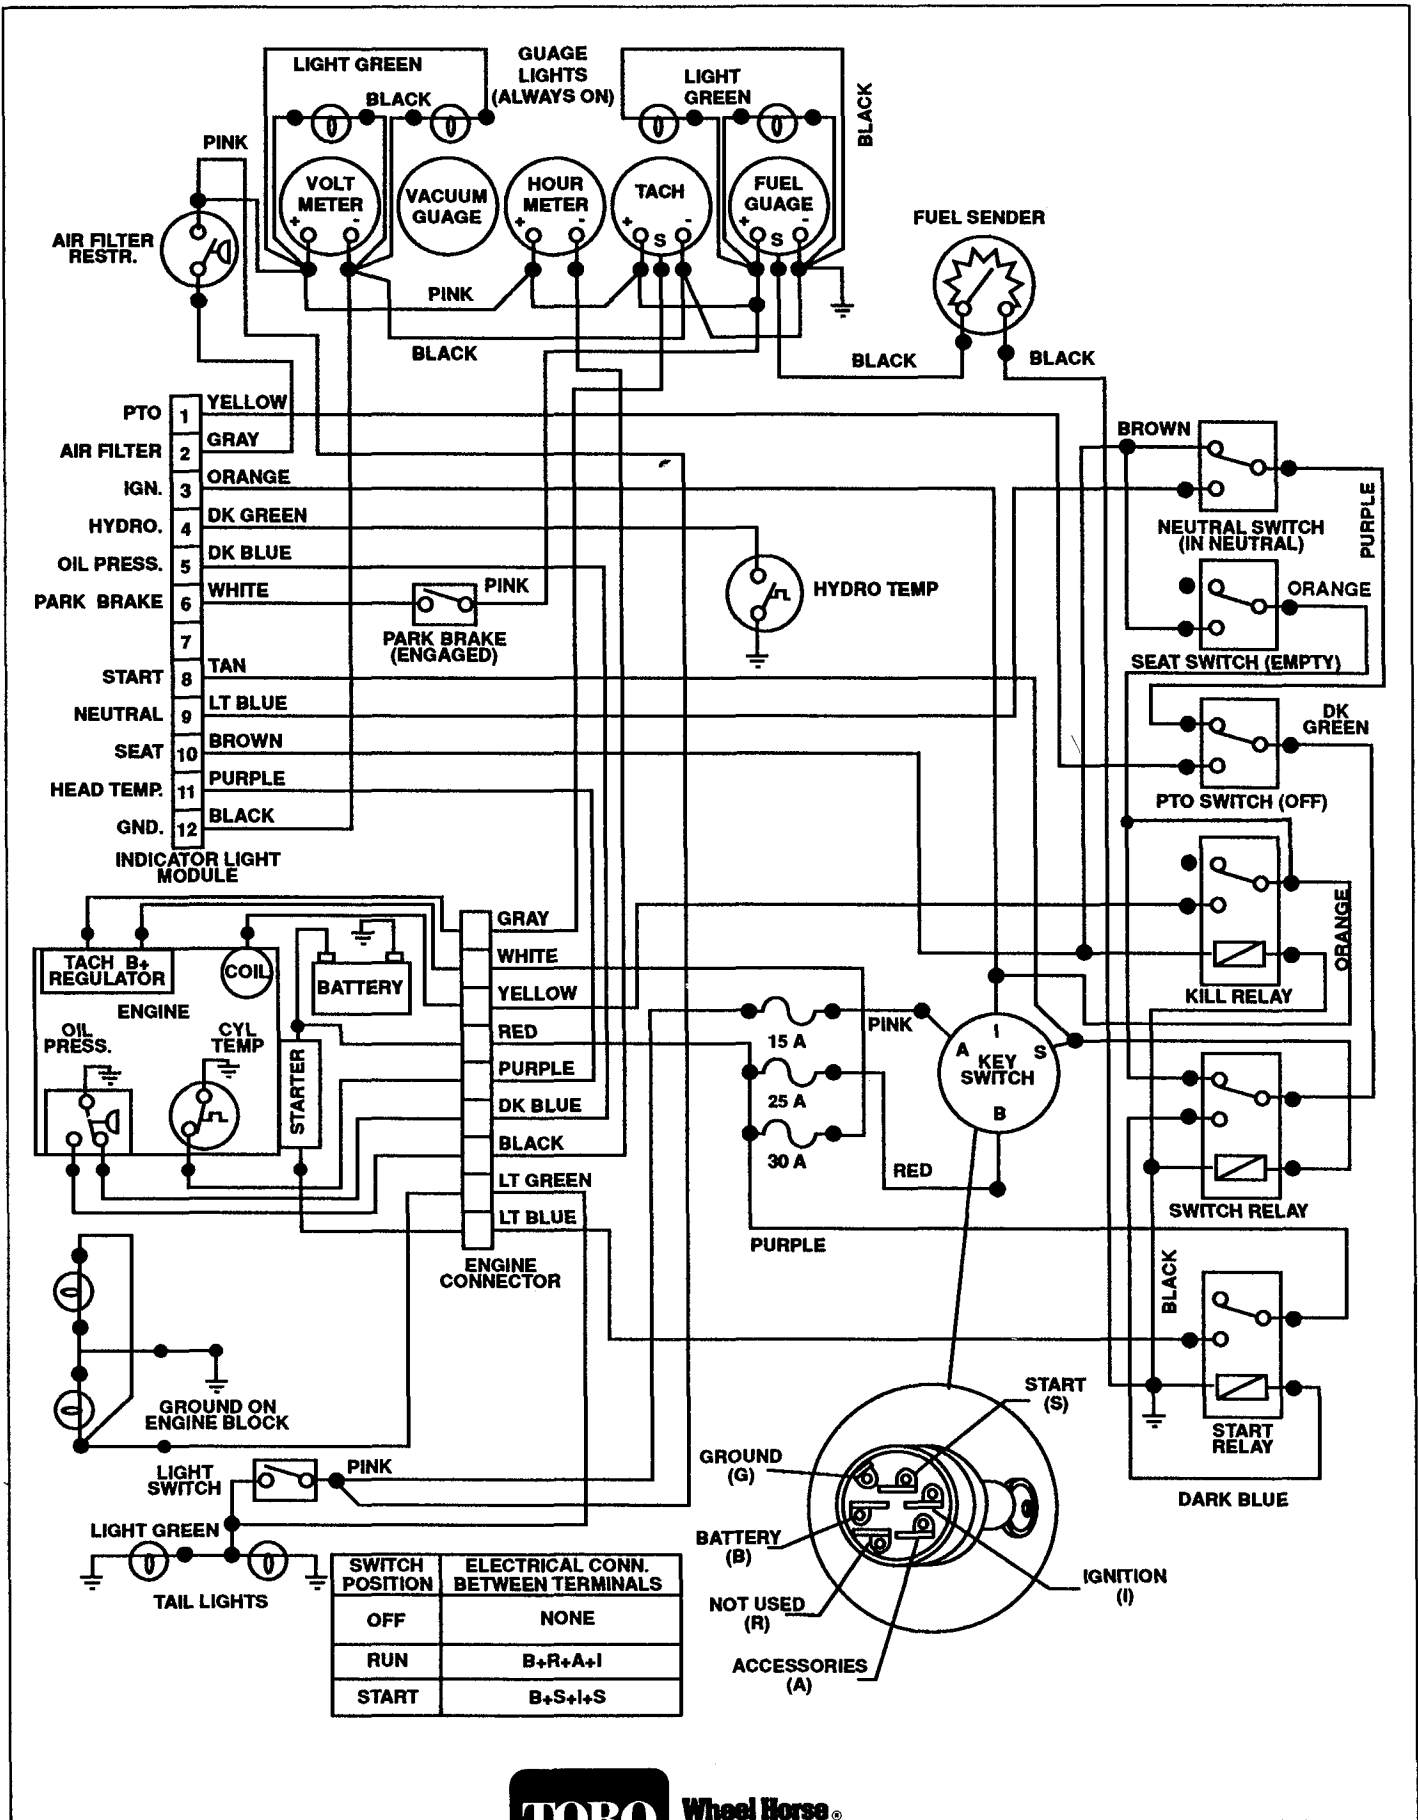 LIGHT GREEN
GUAGE
LIGHTS
(ALWAYS ON)
LIGHT
GREEN
BLACK
BLACK
PINK
VOLT
METER
+ -
VACUUM
GUAGE
HOUR
METER
+ -
TACH
+ S -
FUEL
GUAGE
+ S -
FUEL SENDER
AIR FILTER
RESTR.
PINK
BLACK
BLACK
BLACK
PTO 1 YELLOW
AIR FILTER 2 GRAY
IGN. 3 ORANGE
HYDRO. 4 DK GREEN
OIL PRESS. 5 DK BLUE
PARK BRAKE 6 WHITE
7
START 8 TAN
NEUTRAL 9 LT BLUE
SEAT 10 BROWN
HEAD TEMP. 11 PURPLE
GND. 12 BLACK
INDICATOR LIGHT
MODULE
PINK
PARK BRAKE
(ENGAGED)
HYDRO TEMP
BROWN
NEUTRAL SWITCH
(IN NEUTRAL)
PURPLE
ORANGE
SEAT SWITCH (EMPTY)
DK
GREEN
PTO SWITCH (OFF)
ORANGE
KILL RELAY
SWITCH RELAY
BLACK
START
RELAY
DARK BLUE
TACH B+
REGULATOR
COIL
BATTERY
ENGINE
OIL
PRESS.
CYL
TEMP
STARTER
GRAY
WHITE
YELLOW
RED
PURPLE
DK BLUE
BLACK
LT GREEN
LT BLUE
ENGINE
CONNECTOR
15 A
25 A
30 A
PINK
A I S
KEY
SWITCH
B
RED
PURPLE
GROUND ON
ENGINE BLOCK
LIGHT
SWITCH
PINK
LIGHT GREEN
TAIL LIGHTS
SWITCH POSITION ELECTRICAL CONN. BETWEEN TERMINALS
OFF NONE
RUN B+R+A+I
START B+S+I+S
START
(S)
GROUND
(G)
BATTERY
(B)
NOT USED
(R)
ACCESSORIES
(A)
IGNITION
(I)
TORO Wheel Horse®